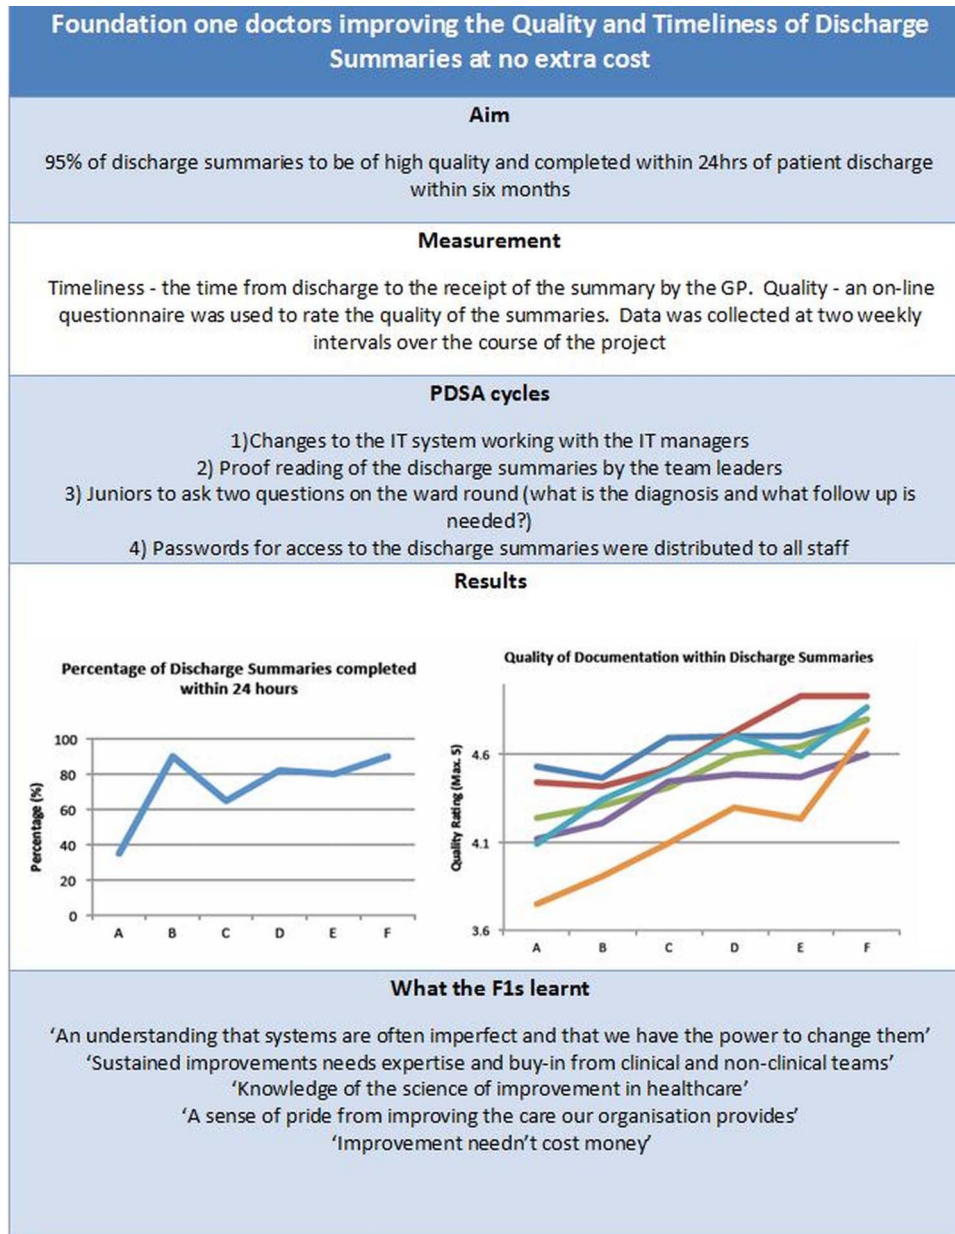 Foundation one doctors improving the Quality and Timeliness of Discharge
Summaries at no extra cost
Aim
95% of discharge summaries to be of high quality and completed within 24hrs of patient discharge
within six months
Measurement
Timeliness - the time from discharge to the receipt of the summary by the GP. Quality - an on-line
questionnaire was used to rate the quality of the summaries. Data was collected at two weekly
intervals over the course of the project
PDSA cycles
1)Changes to the IT system working with the IT managers
2) Proof reading of the discharge summaries by the team leaders
3) Juniors to ask two questions on the ward round (what is the diagnosis and what follow up is
needed?)
4) Passwords for access to the discharge summaries were distributed to all staff
Results
Percentage of Discharge Summaries completed
within 24 hours
Percentage (%)
100
80
60
40
20
0
A B C D E F
Quality of Documentation within Discharge Summaries
Quality Rating (Max. 5)
4.6
4.1
3.6
A B C D E F
What the F1s learnt
‘An understanding that systems are often imperfect and that we have the power to change them’
‘Sustained improvements needs expertise and buy-in from clinical and non-clinical teams’
‘Knowledge of the science of improvement in healthcare’
‘A sense of pride from improving the care our organisation provides’
‘Improvement needn’t cost money’